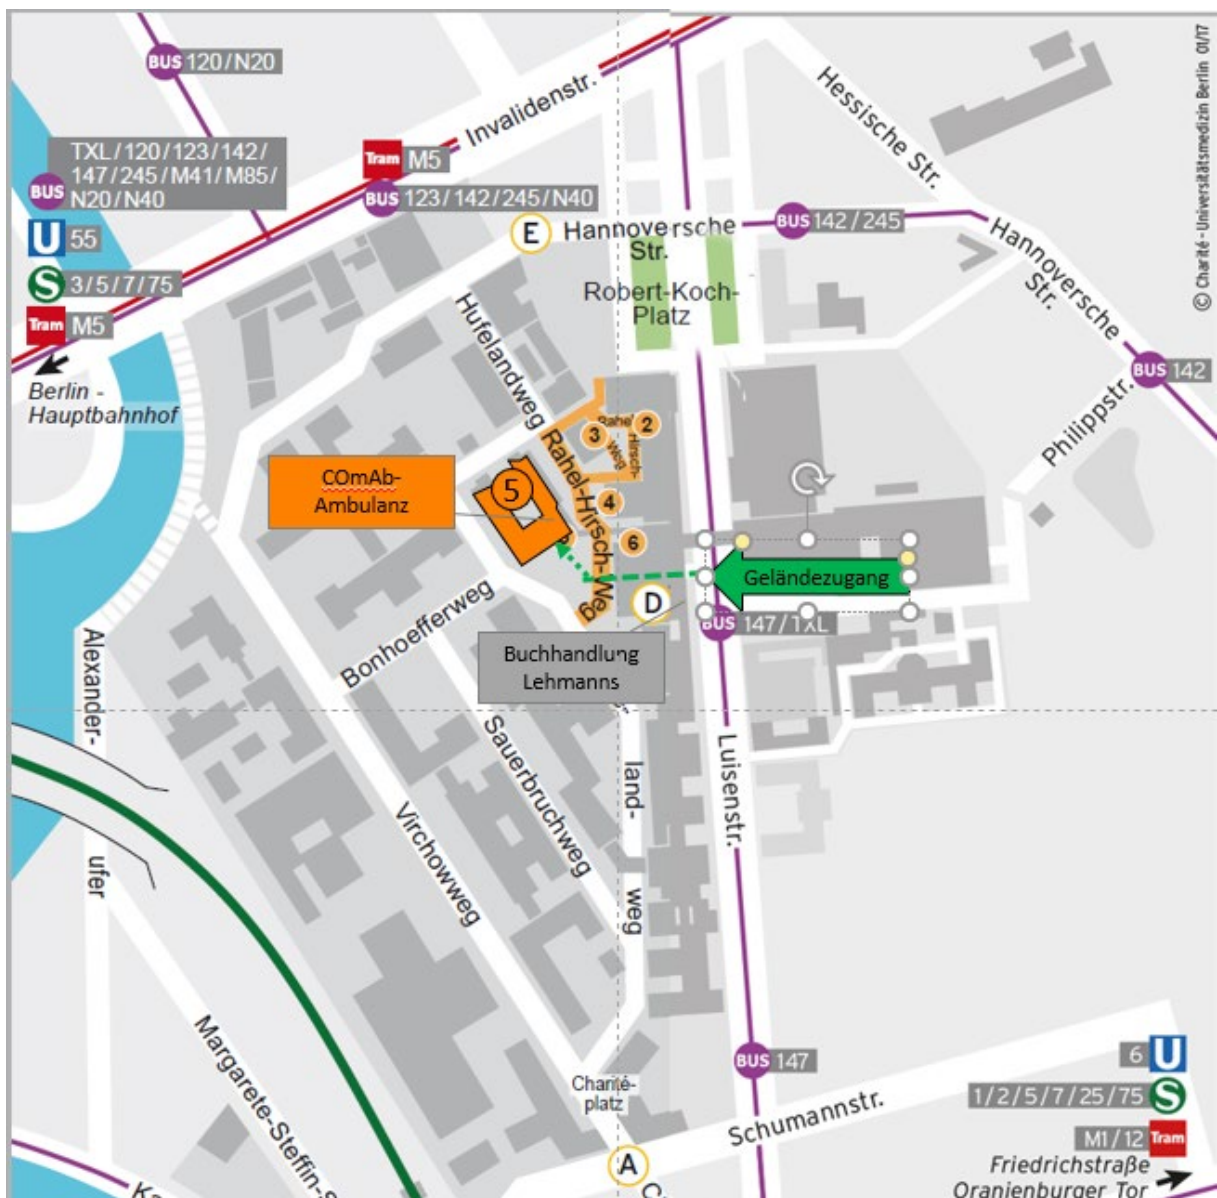 © Charité - Universitätsmedizin Berlin 01/17
BUS 120/N20
Invalidenstr.
Hessische Str.
TXL/120/123/142/
147/245/M41/M85/
N20/N40
BUS
Tram M5
BUS 123/142/245/N40
U 55
S 3/5/7/75
Tram M5
Berlin -
Hauptbahnhof
E
Hannoversche
Str.
BUS 142/245
Hannoversche
Str.
Robert-Koch-
Platz
BUS 142
Philippstr.
Hufelandweg
Rahel-
Hirsch-
Weg
2
3
Rahel-Hirsch-Weg
COmAb-
Ambulanz
5
4
6
Geländezugang
D
BUS 147/TXL
Bonhoefferweg
Buchhandlung
Lehmanns
Alexander-
ufer
Sauerbruchweg
land-
weg
Luisenstr.
Virchowweg
Margarete-Steffin-S
Charité-
platz
BUS 147
6 U
1/2/5/7/25/75 S
M1/12 Tram
Schumannstr.
Friedrichstraße
Oranienburger Tor
A